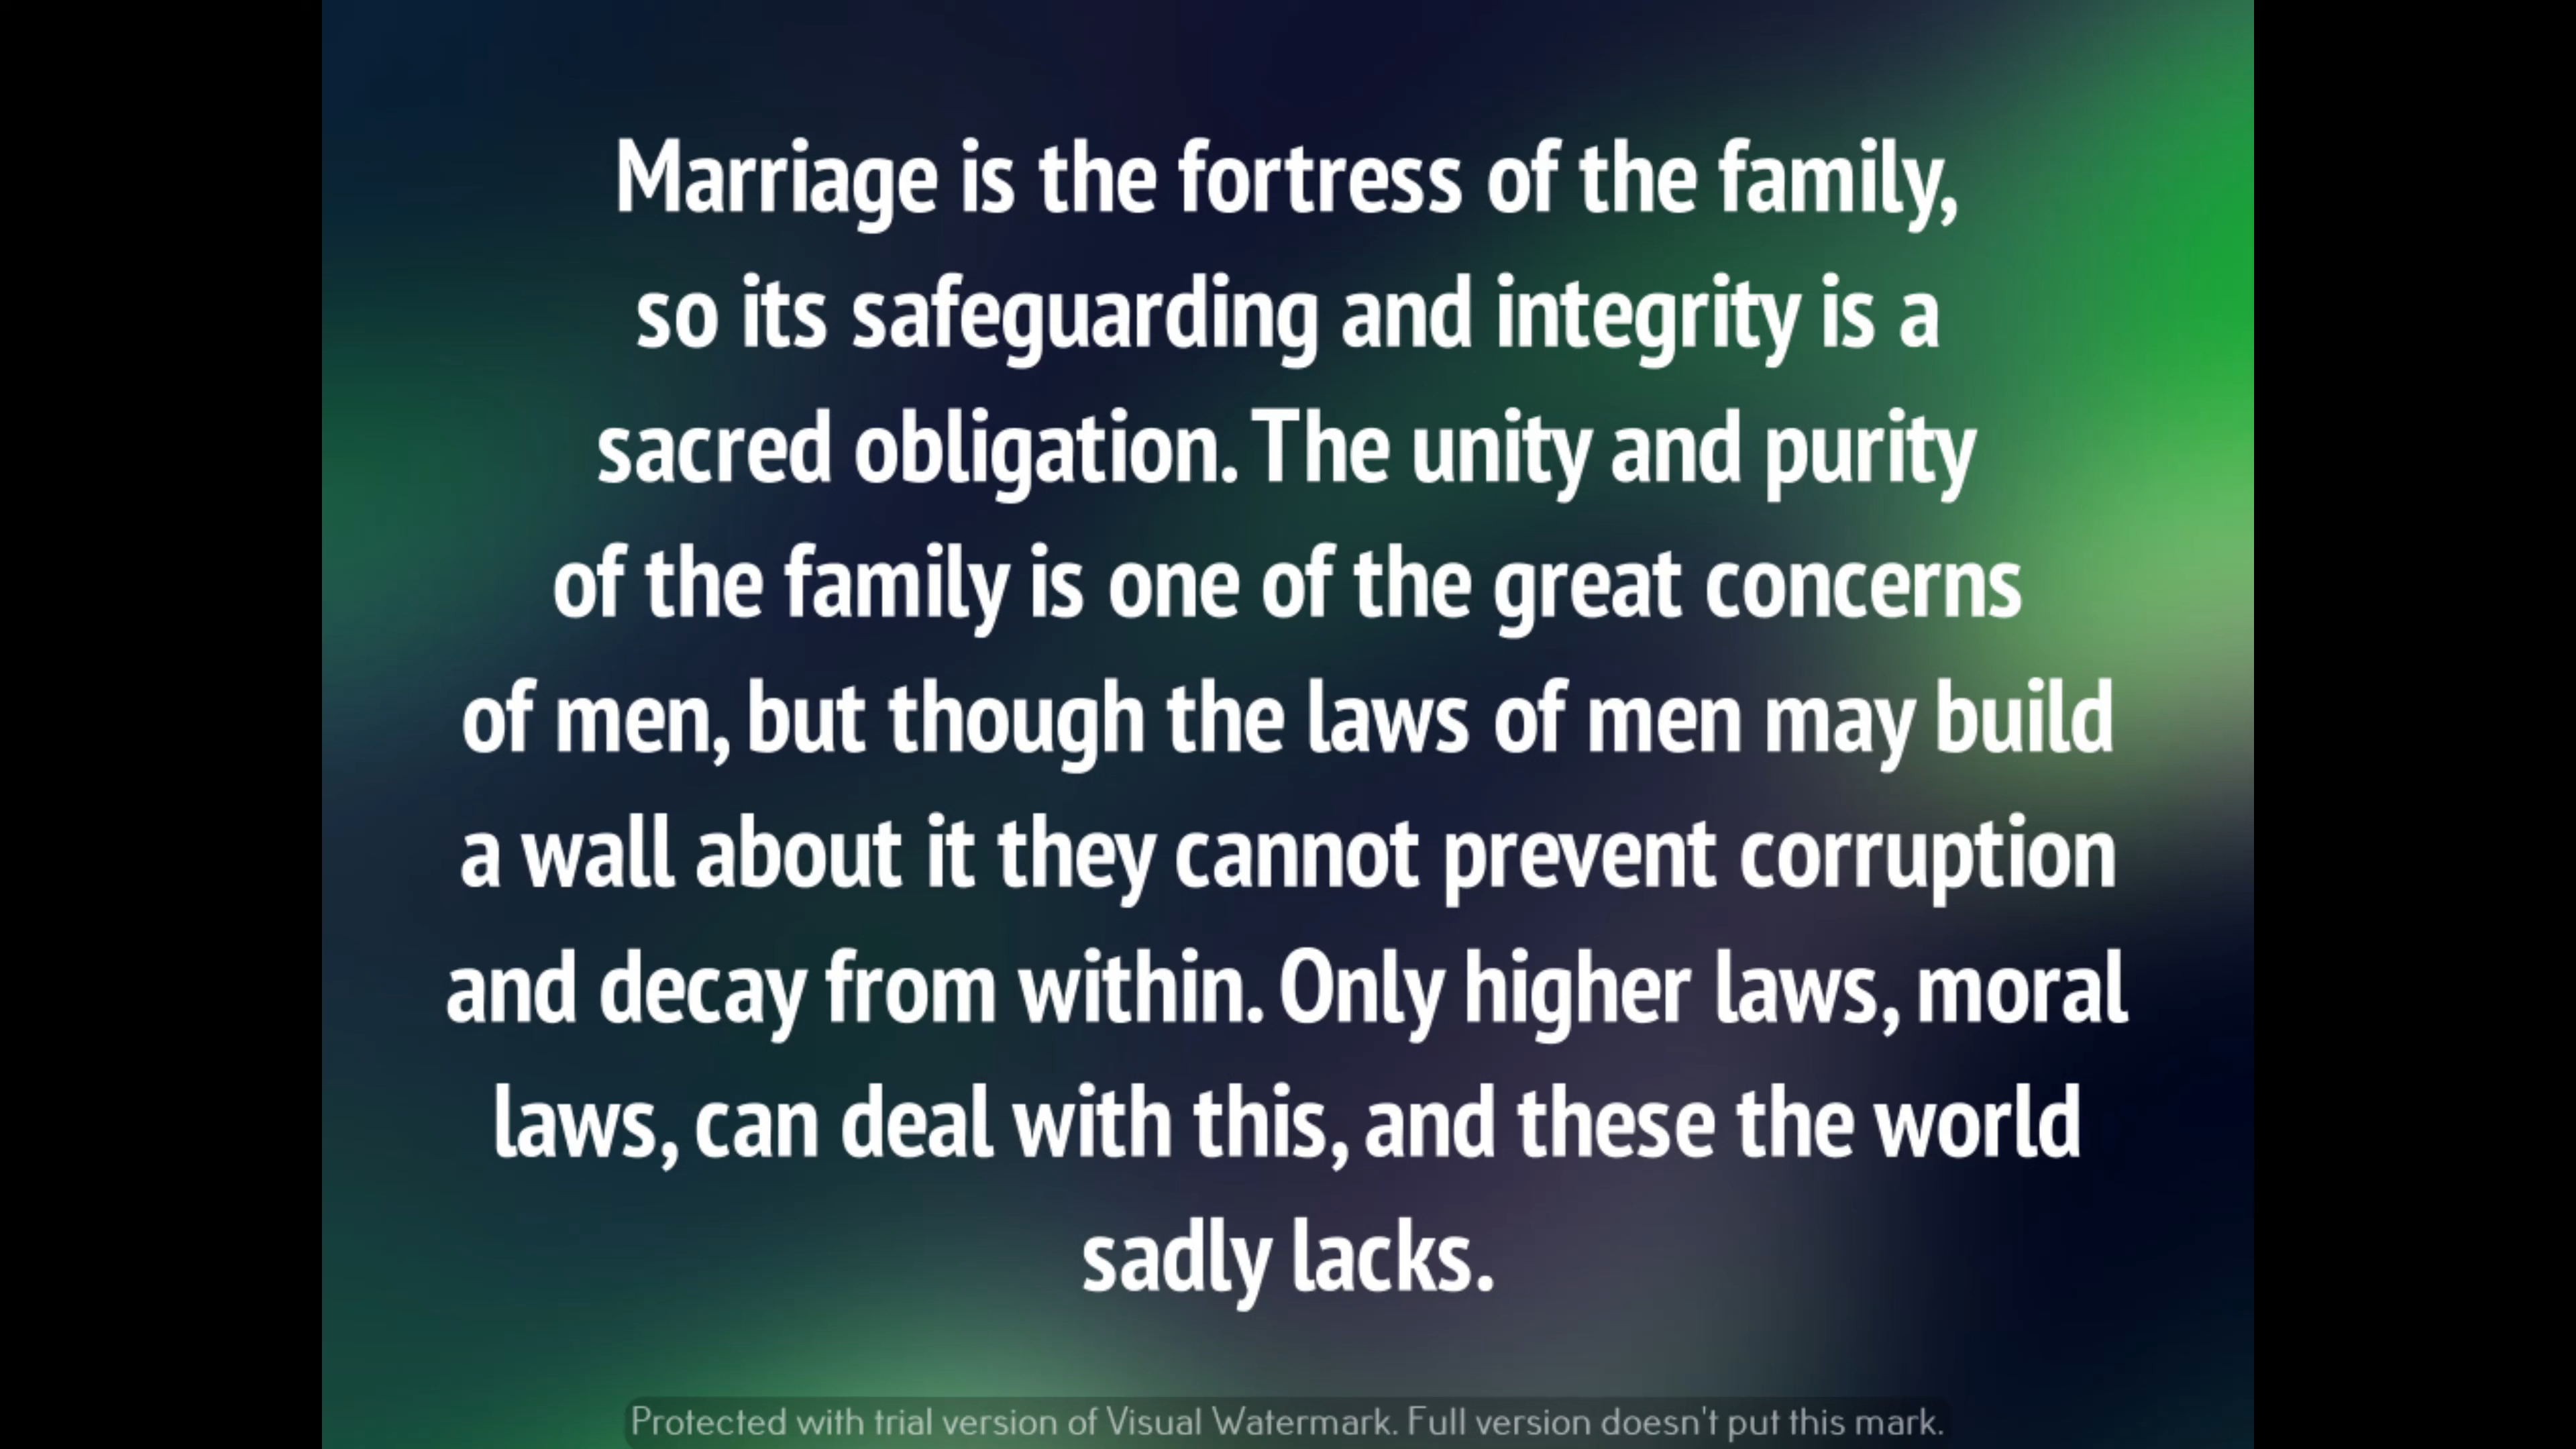 Marriage is the fortress of the family,
so its safeguarding and integrity is a
sacred obligation. The unity and purity
of the family is one of the great concerns
of men, but though the laws of men may build
a wall about it they cannot prevent corruption
and decay from within. Only higher laws, moral
laws, can deal with this, and these the world
sadly lacks.
Protected with trial version of Visual Watermark. Full version doesn't put this mark.